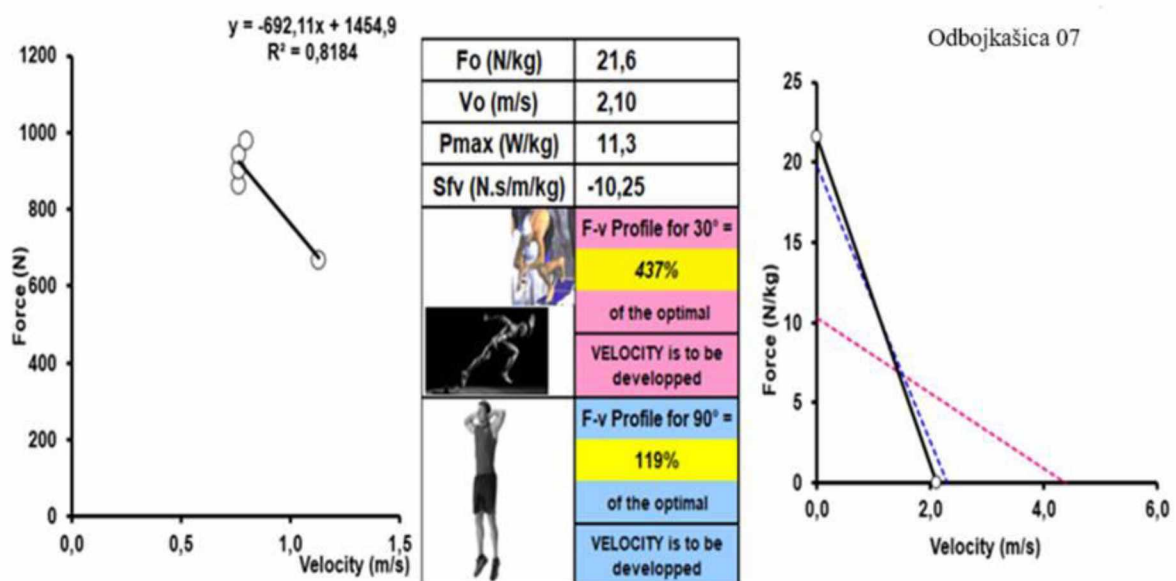 y = -692,11x + 1454,9
R² = 0,8184
1200
1000
800
600
400
200
0
Force (N)
0,0
0,5
1,0
1,5
Velocity (m/s)
Fo (N/kg) 21,6
Vo (m/s) 2,10
Pmax (W/kg) 11,3
Sfv (N.s/m/kg) -10,25
F-v Profile for 30° =
437%
of the optimal
VELOCITY is to be
developped
F-v Profile for 90° =
119%
of the optimal
VELOCITY is to be
developped
Odbojkašica 07
25
20
15
10
5
0
Force (N/kg)
0,0
2,0
4,0
6,0
Velocity (m/s)